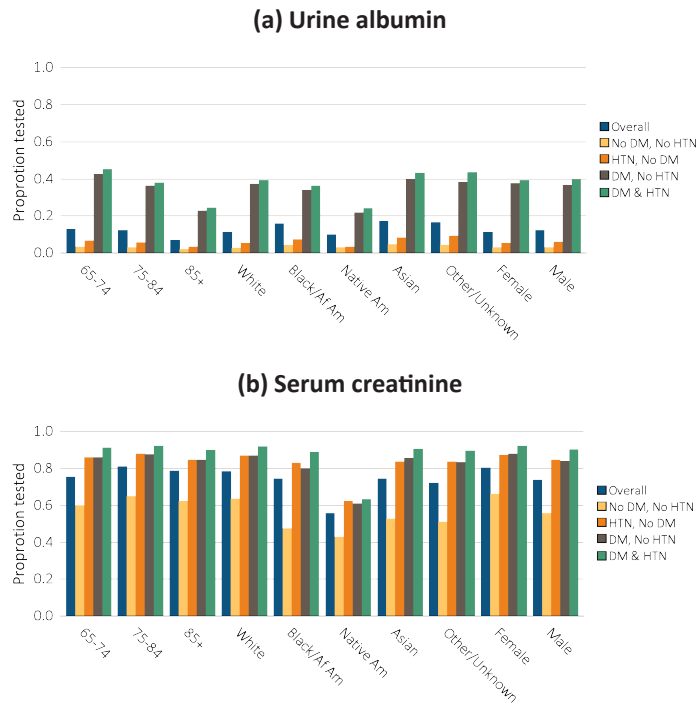 (a) Urine albumin
1.0
0.8
0.6
0.4
0.2
0.0
Proprotion tested
65-74
75-84
85+
White
Black/Af Am
Native Am
Asian
Other/Unknown
Female
Male
Overall
No DM, No HTN
HTN, No DM
DM, No HTN
DM & HTN
(b) Serum creatinine
1.0
0.8
0.6
0.4
0.2
0.0
Proprotion tested
65-74
75-84
85+
White
Black/Af Am
Native Am
Asian
Other/Unknown
Female
Male
Overall
No DM, No HTN
HTN, No DM
DM, No HTN
DM & HTN